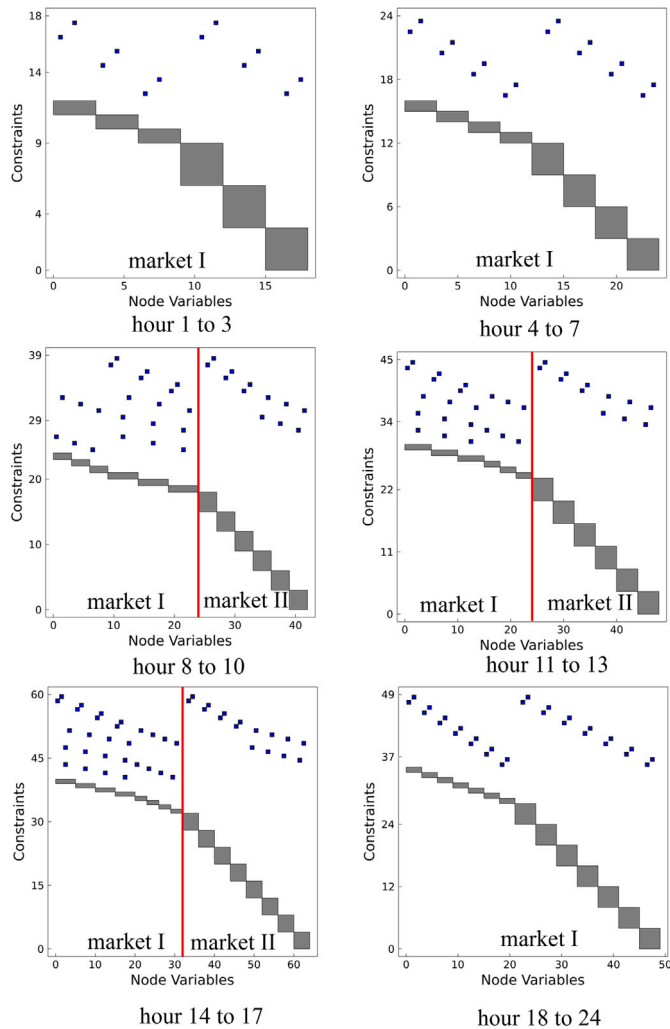 18
14
9
4
0
Constraints
market I
0
5
10
15
Node Variables
hour 1 to 3
24
18
12
6
0
Constraints
market I
0
5
10
15
20
Node Variables
hour 4 to 7
39
29
20
10
0
Constraints
market I
market II
0
10
20
30
40
Node Variables
hour 8 to 10
45
34
22
11
0
Constraints
market I
market II
0
10
20
30
40
Node Variables
hour 11 to 13
60
45
30
15
0
Constraints
market I
market II
0
10
20
30
40
50
60
Node Variables
hour 14 to 17
49
37
24
12
0
Constraints
market I
0
10
20
30
40
50
Node Variables
hour 18 to 24